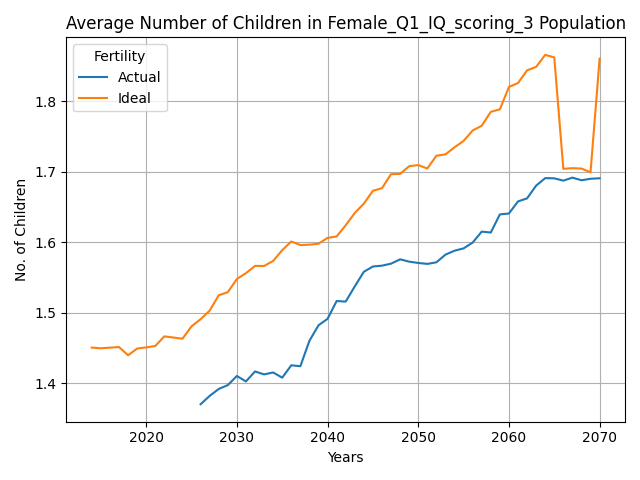 Average Number of Children in Female_Q1_IQ_scoring_3 Population
Fertility
Actual
Ideal
No. of Children
1.8
1.7
1.6
1.5
1.4
2020 2030 2040 2050 2060 2070
Years